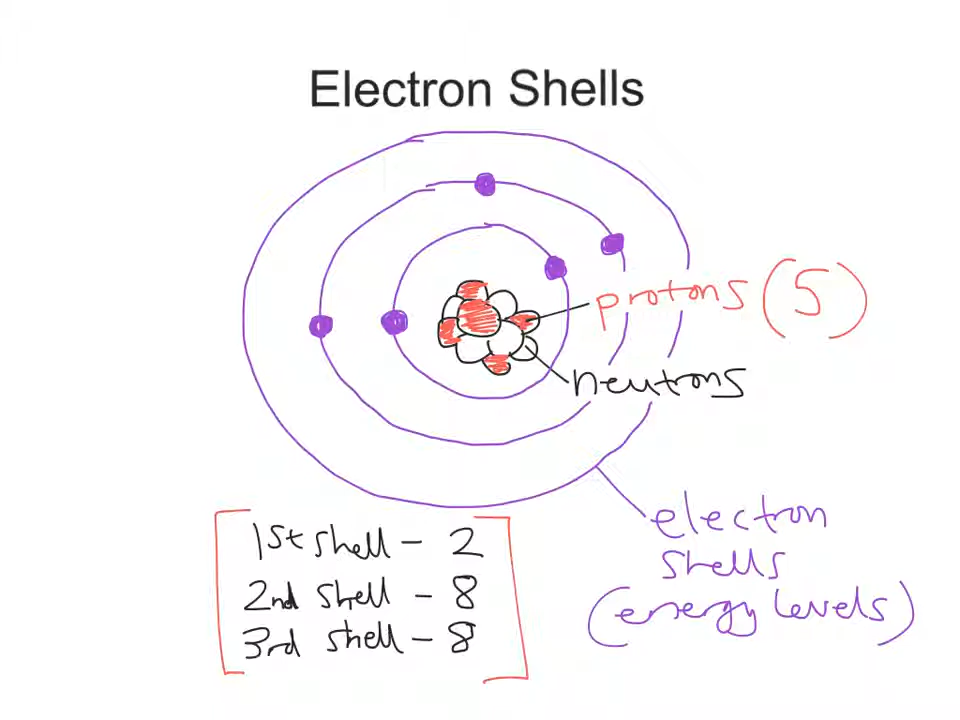 Electron Shells
protons (5)
neutrons
electron
shells
(energy levels)
1st shell - 2
2nd shell - 8
3rd shell - 8